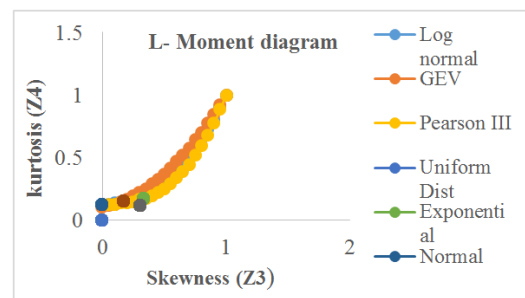 L- Moment diagram
kurtosis (Z4)
1.5
1
0.5
0
0
1
2
Skewness (Z3)
Log
normal
GEV
Pearson III
Uniform
Dist
Exponenti
al
Normal